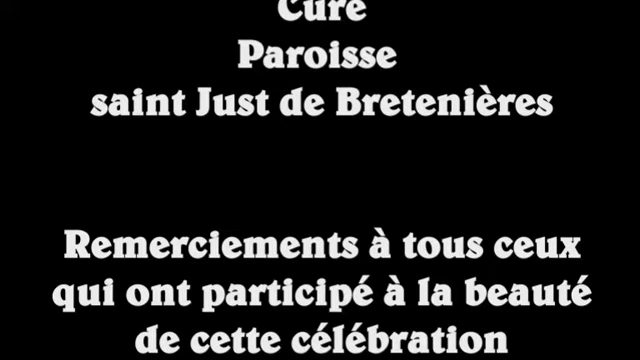 Curé
Paroisse
saint Just de Bretenières
Remerciements à tous ceux
qui ont participé à la beauté
de cette célébration